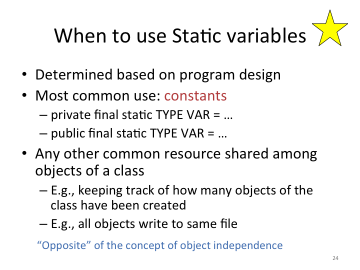 When to use Static variables
• Determined based on program design
• Most common use: constants
– private final static TYPE VAR = …
– public final static TYPE VAR = …
• Any other common resource shared among
objects of a class
– E.g., keeping track of how many objects of the
class have been created
– E.g., all objects write to same file
“Opposite” of the concept of object independence
24